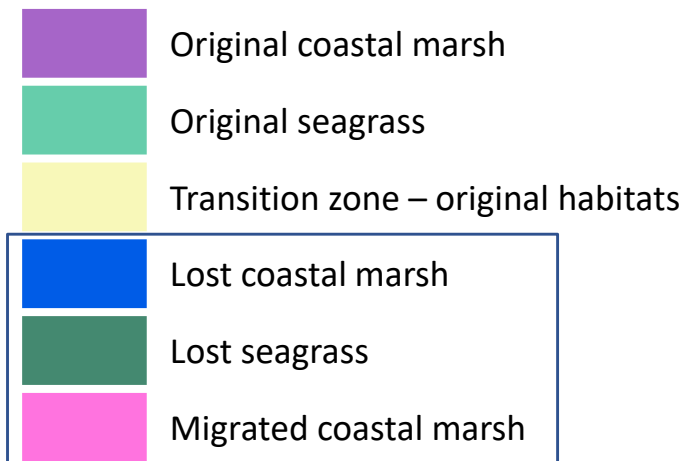 Original coastal marsh
Original seagrass
Transition zone – original habitats
Lost coastal marsh
Lost seagrass
Migrated coastal marsh